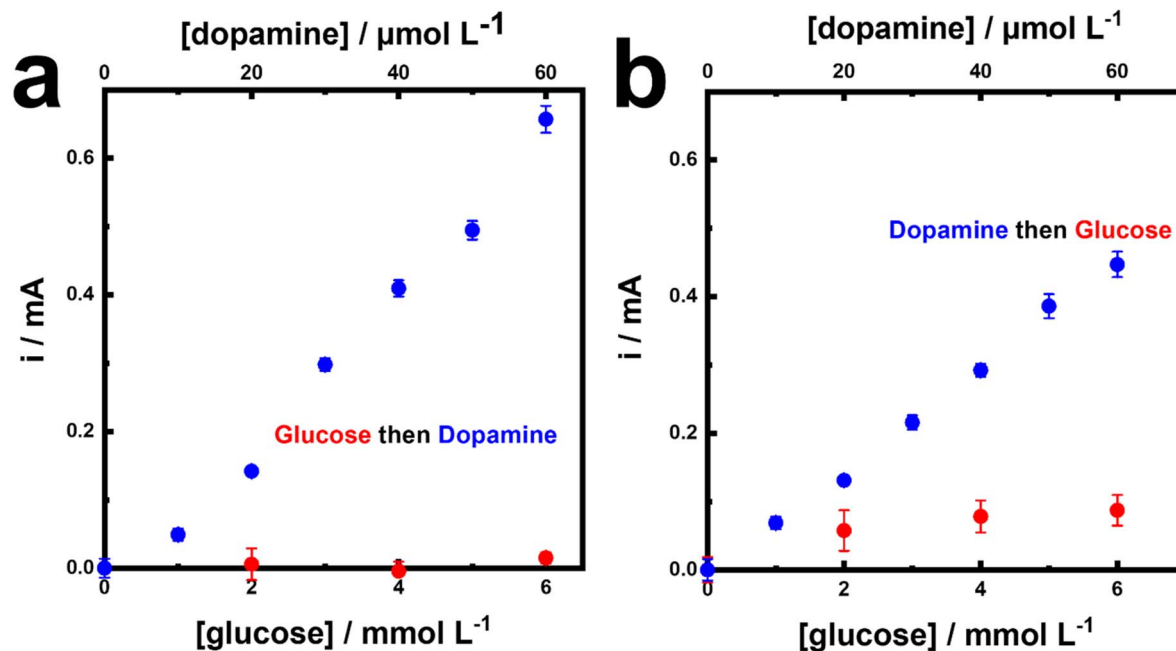 a
[dopamine] / µmol L-1
0 20 40 60
0.6
0.4
0.2
0.0
i / mA
Glucose then Dopamine
0 2 4 6
[glucose] / mmol L-1
b
[dopamine] / µmol L-1
0 20 40 60
0.6
0.4
0.2
0.0
i / mA
Dopamine then Glucose
0 2 4 6
[glucose] / mmol L-1